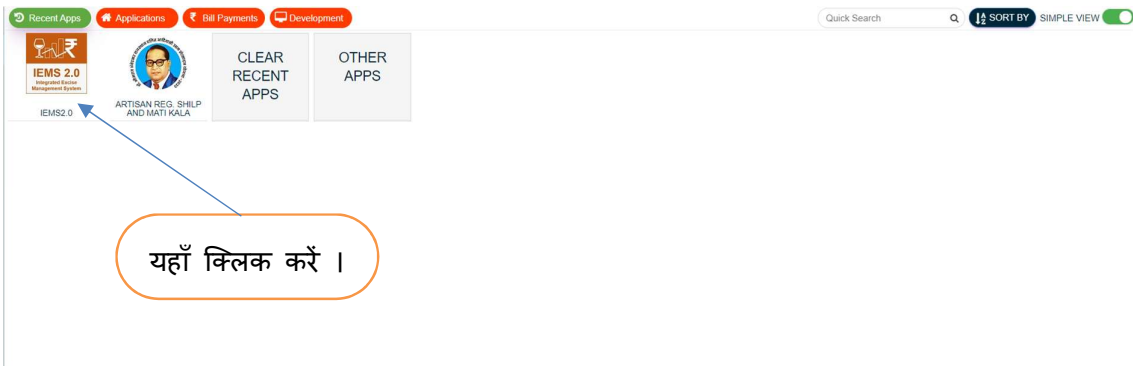 Recent Apps Applications ₹ Bill Payments Development Quick Search SORT BY SIMPLE VIEW
IEMS 2.0
Integrated Excise
Management System
IEMS2.0
ARTISAN REG. SHILP
AND MATI KALA
CLEAR
RECENT
APPS
OTHER
APPS
यहाँ क्लिक करें ।